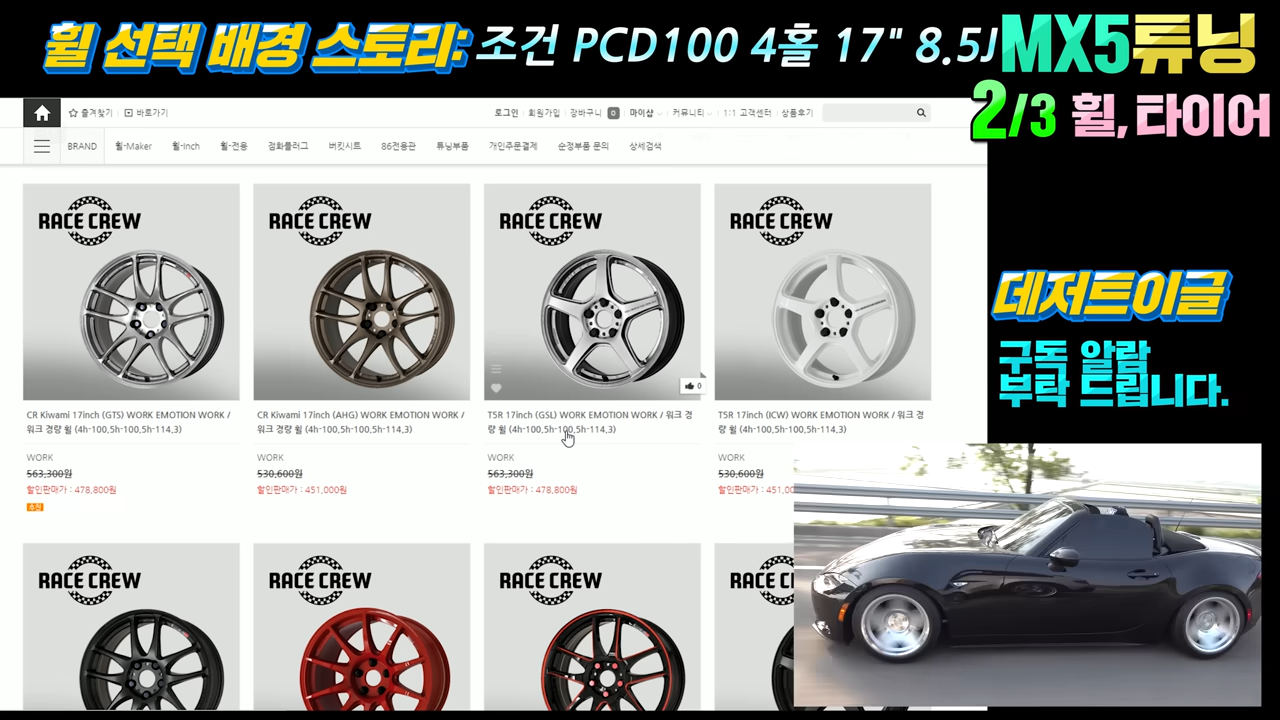 휠 선택 배경 스토리: 조건 PCD100 4홀 17" 8.5J
MX5튜닝
2/3 휠, 타이어
즐겨찾기 바로가기
로그인 회원가입 장바구니 0 마이샵 커뮤니티 1:1 고객센터 상품후기
BRAND 휠-Maker 휠-inch 휠-전용 점화플러그 버킷시트 86전용관 튜닝부품 개인주문결제 순정부품 문의 상세검색
RACE CREW
RACE CREW
RACE CREW
RACE CREW
0
CR Kiwami 17inch (GTS) WORK EMOTION WORK /
워크 경량 휠 (4h-100,5h-100,5h-114,3)
WORK
563,300원
할인판매가 : 478,800원
추천
CR Kiwami 17inch (AHG) WORK EMOTION WORK /
워크 경량 휠 (4h-100,5h-100,5h-114,3)
WORK
530,600원
할인판매가 : 451,000원
T5R 17inch (GSL) WORK EMOTION WORK / 워크 경
량 휠 (4h-100,5h-100,5h-114,3)
WORK
563,300원
할인판매가 : 478,800원
T5R 17inch (ICW) WORK EMOTION WORK / 워크 경
량 휠 (4h-100,5h-100,5h-114,3)
WORK
530,600원
할인판매가 : 451,00
데저트이글
구독 알람
부탁 드립니다.
RACE CREW
RACE CREW
RACE CREW
RACE C